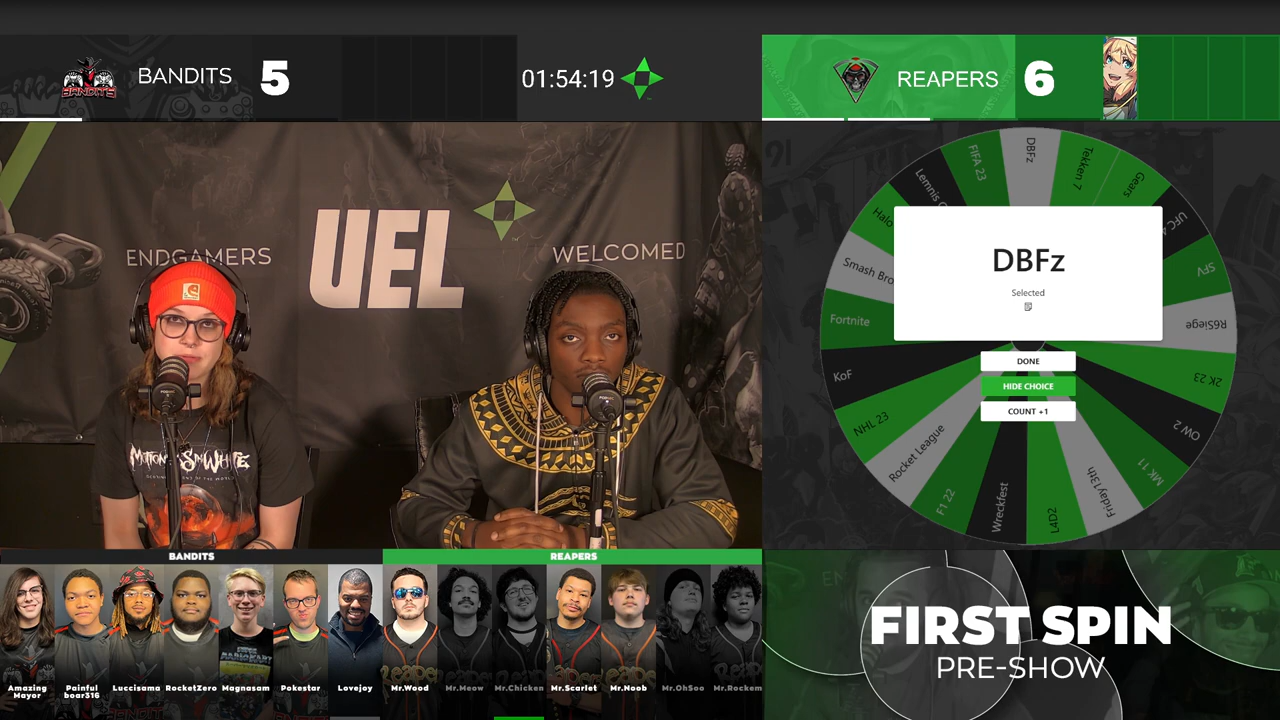 BANDITS 5
01:54:19
REAPERS 6
ENDGAMERS
UEL
WELCOMED
DBFz
Tekken 7
Gears
SFV
R6Siege
2K 23
OW 2
MK 11
Friday13th
L4D2
Wreckfest
F1 22
Rocket League
NHL 23
KoF
Fortnite
Smash Bro
Halo
FIFA 23
DBFz
Selected
DONE
HIDE CHOICE
COUNT +1
BANDITS
REAPERS
Amazing Mayor
Painful boar316
Luccisama
RocketZero
Magnasam
Pokestar
Lovejoy
Mr.Wood
Mr.Meow
Mr.Chicken
Mr.Scarlet
Mr.Noob
Mr.OhSoo
Mr.Rockem
FIRST SPIN
PRE-SHOW